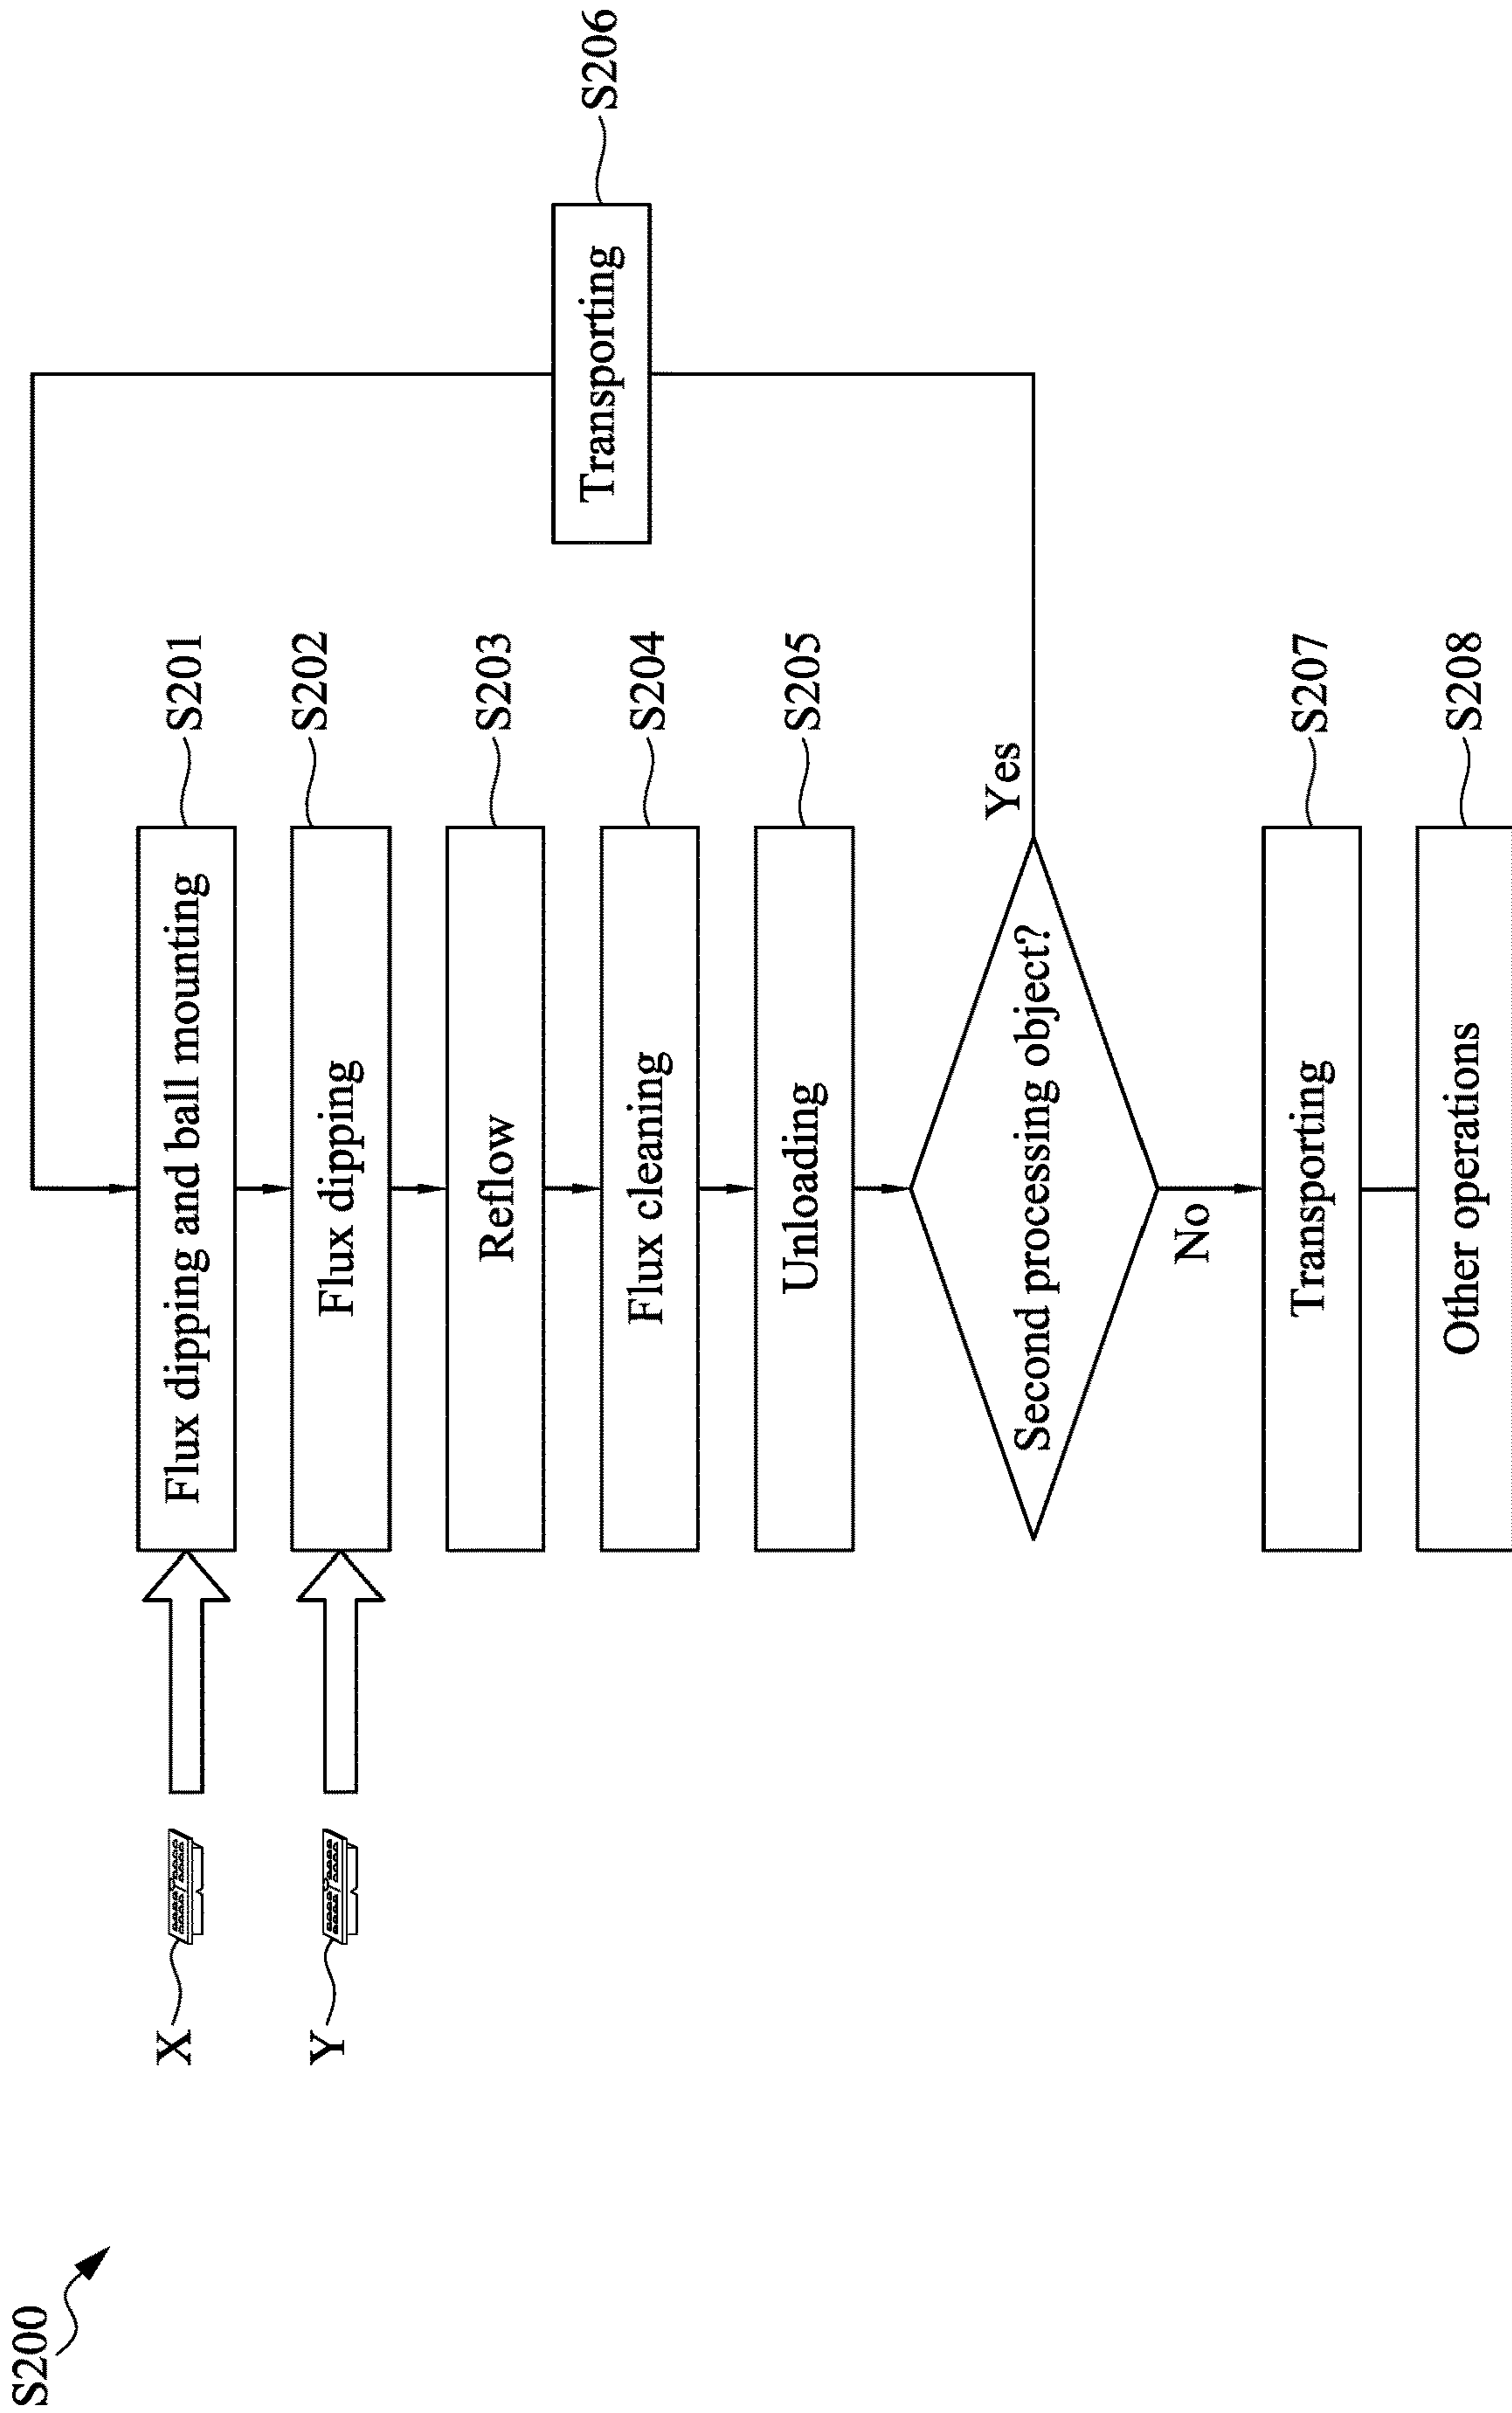 S200
X
Flux dipping and ball mounting
S201
Y
Flux dipping
S202
Reflow
S203
Flux cleaning
S204
Unloading
S205
Second processing object?
Yes
Transporting
S206
No
Transporting
S207
Other operations
S208